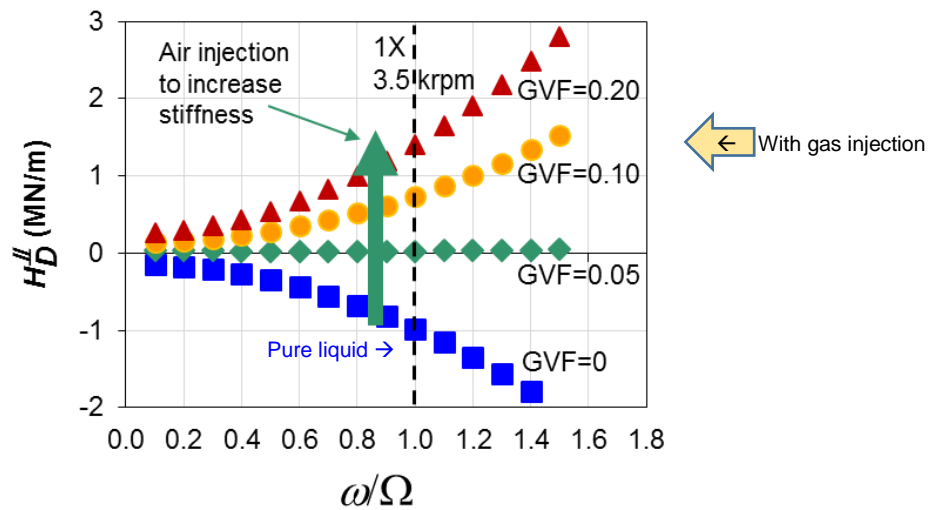 3
2
1
0
-1
-2
H_D^⫽ (MN/m)
Air injection
to increase
stiffness
1X
3.5 krpm
GVF=0.20
GVF=0.10
GVF=0.05
GVF=0
Pure liquid →
← With gas injection
0.0 0.2 0.4 0.6 0.8 1.0 1.2 1.4 1.6 1.8
ω/Ω